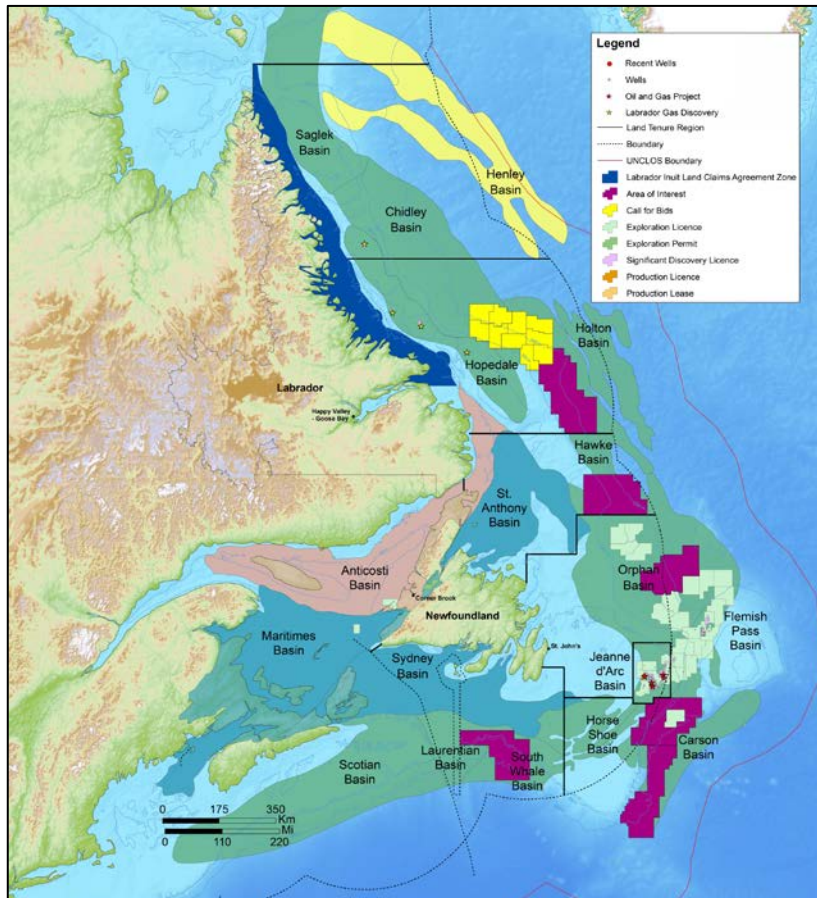 Legend
Recent Wells
Wells
Oil and Gas Project
Labrador Gas Discovery
Land Tenure Region
Boundary
UNCLOS Boundary
Labrador Inuit Land Claims Agreement Zone
Area of Interest
Call for Bids
Exploration Licence
Exploration Permit
Significant Discovery Licence
Production Licence
Production Lease
Saglek
Basin
Henley
Basin
Chidley
Basin
Holton
Basin
Hopedale
Basin
Labrador
Happy Valley
- Goose Bay
Hawke
Basin
St.
Anthony
Basin
Orphan
Basin
Anticosti
Basin
Corner Brook
Newfoundland
Flemish
Pass
Basin
Maritimes
Basin
St. John's
Sydney
Basin
Jeanne
d'Arc
Basin
Horse
Shoe
Basin
Carson
Basin
Laurentian
Basin
South
Whale
Basin
Scotian
Basin
0 175 350
Km
Mi
0 110 220